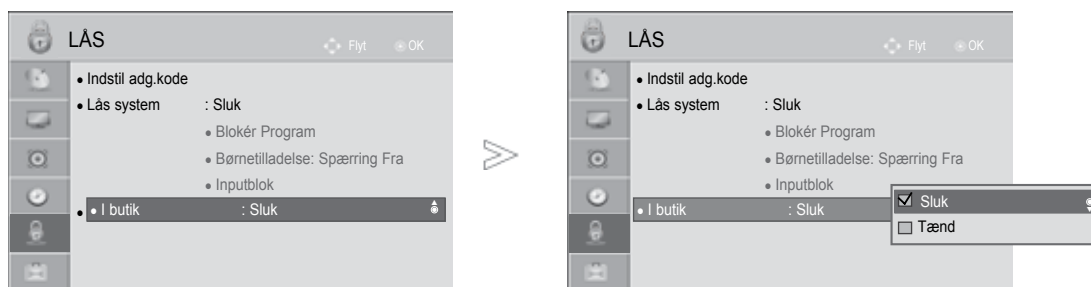 LÅS
Flyt OK
• Indstil adg.kode
• Lås system : Sluk
• Blokér Program
• Børnetilladelse: Spærring Fra
• Inputblok
• • I butik : Sluk
LÅS
Flyt OK
• Indstil adg.kode
• Lås system : Sluk
• Blokér Program
• Børnetilladelse: Spærring Fra
• Inputblok
• I butik : Sluk
Sluk
Tænd